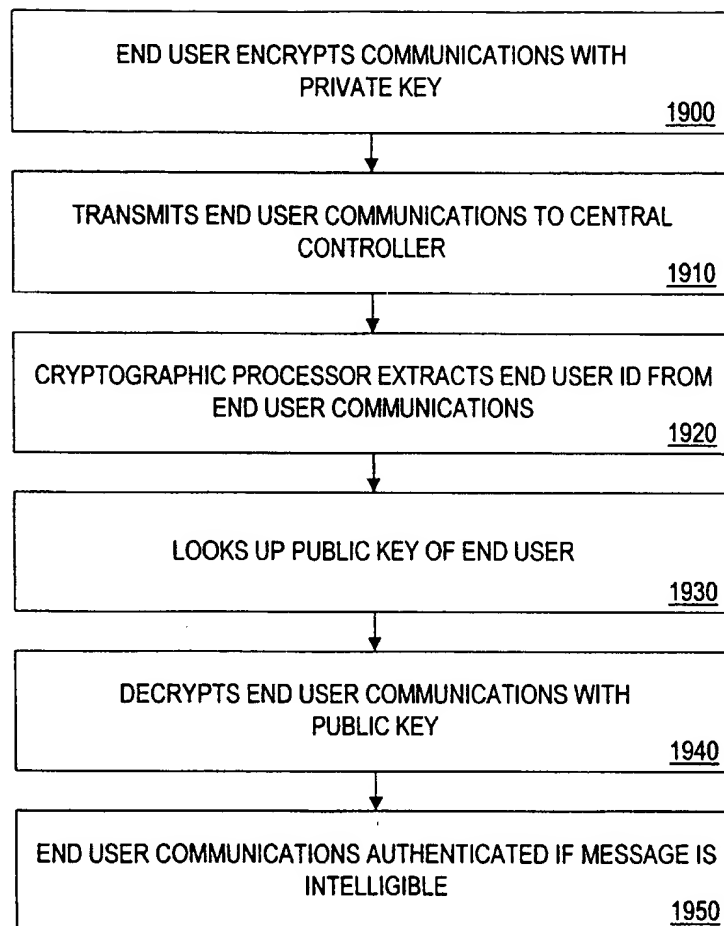 END USER ENCRYPTS COMMUNICATIONS WITH
PRIVATE KEY
1900
TRANSMITS END USER COMMUNICATIONS TO CENTRAL
CONTROLLER
1910
CRYPTOGRAPHIC PROCESSOR EXTRACTS END USER ID FROM
END USER COMMUNICATIONS
1920
LOOKS UP PUBLIC KEY OF END USER
1930
DECRYPTS END USER COMMUNICATIONS WITH
PUBLIC KEY
1940
END USER COMMUNICATIONS AUTHENTICATED IF MESSAGE IS
INTELLIGIBLE
1950